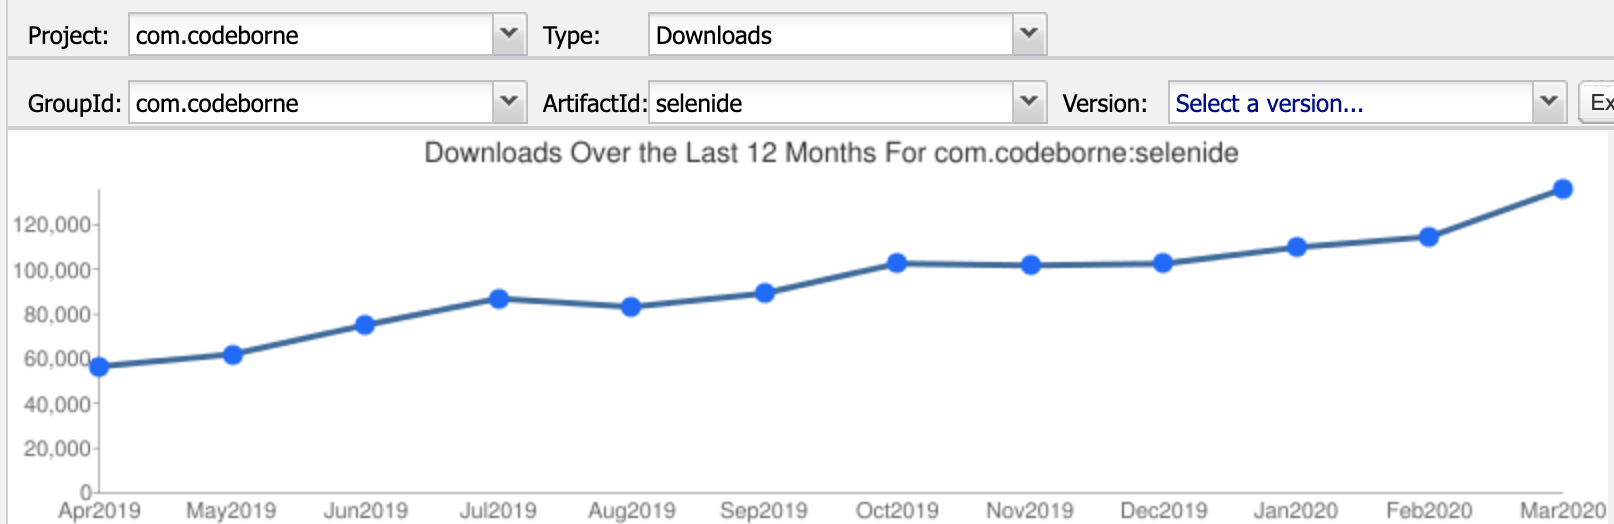 Project: com.codeborne Type: Downloads
GroupId: com.codeborne ArtifactId: selenide Version: Select a version... Ex
Downloads Over the Last 12 Months For com.codeborne:selenide
120,000
100,000
80,000
60,000
40,000
20,000
0
Apr2019 May2019 Jun2019 Jul2019 Aug2019 Sep2019 Oct2019 Nov2019 Dec2019 Jan2020 Feb2020 Mar2020